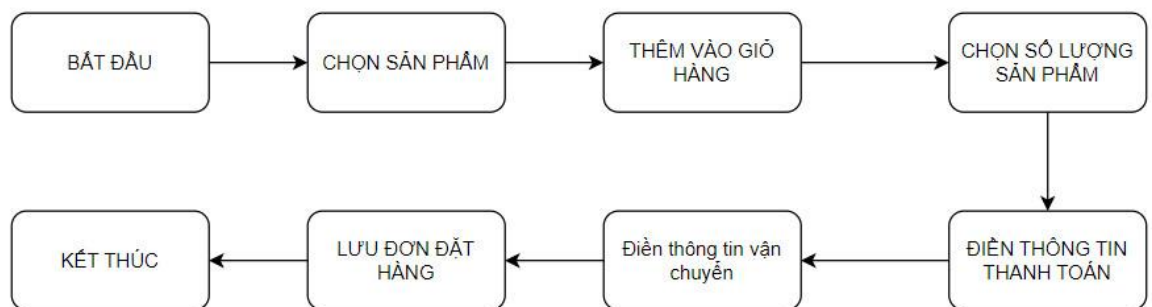 BẮT ĐẦU
CHỌN SẢN PHẨM
THÊM VÀO GIỎ
HÀNG
CHỌN SỐ LƯỢNG
SẢN PHẨM
ĐIỀN THÔNG TIN
THANH TOÁN
Điền thông tin vận
chuyển
LƯU ĐƠN ĐẶT
HÀNG
KẾT THÚC